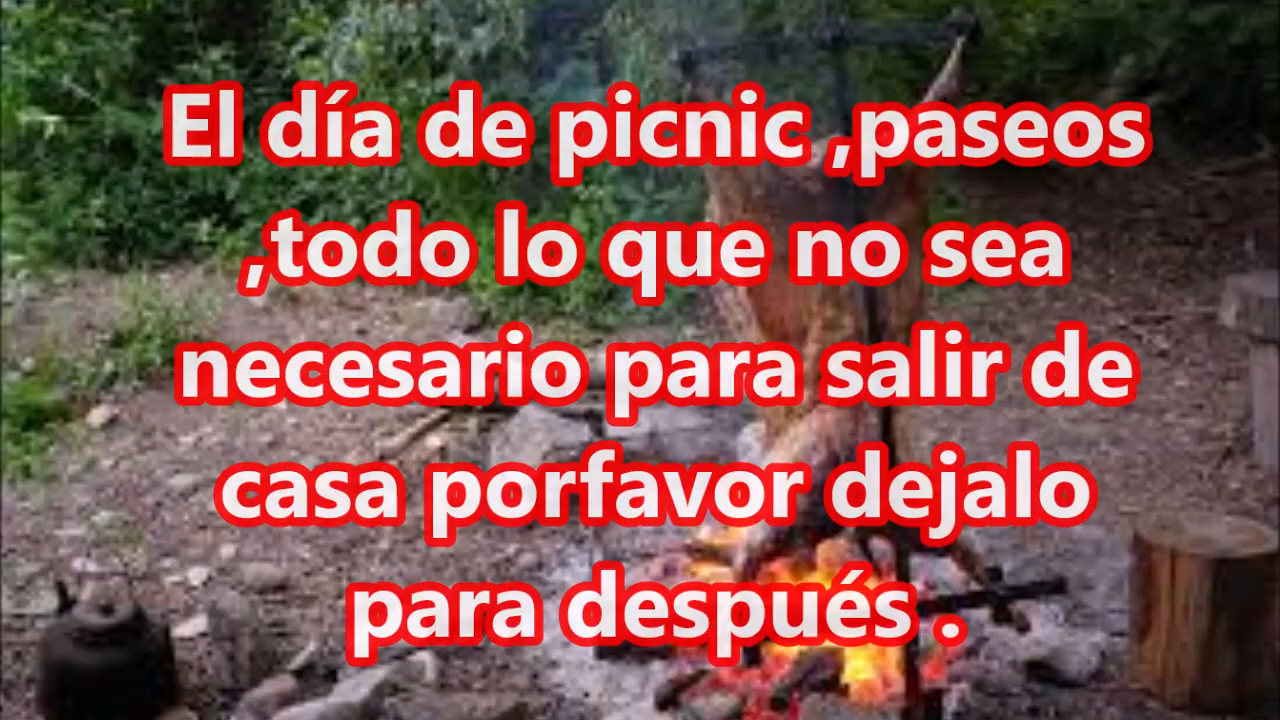 El día de picnic ,paseos
,todo lo que no sea
necesario para salir de
casa porfavor dejalo
para después .